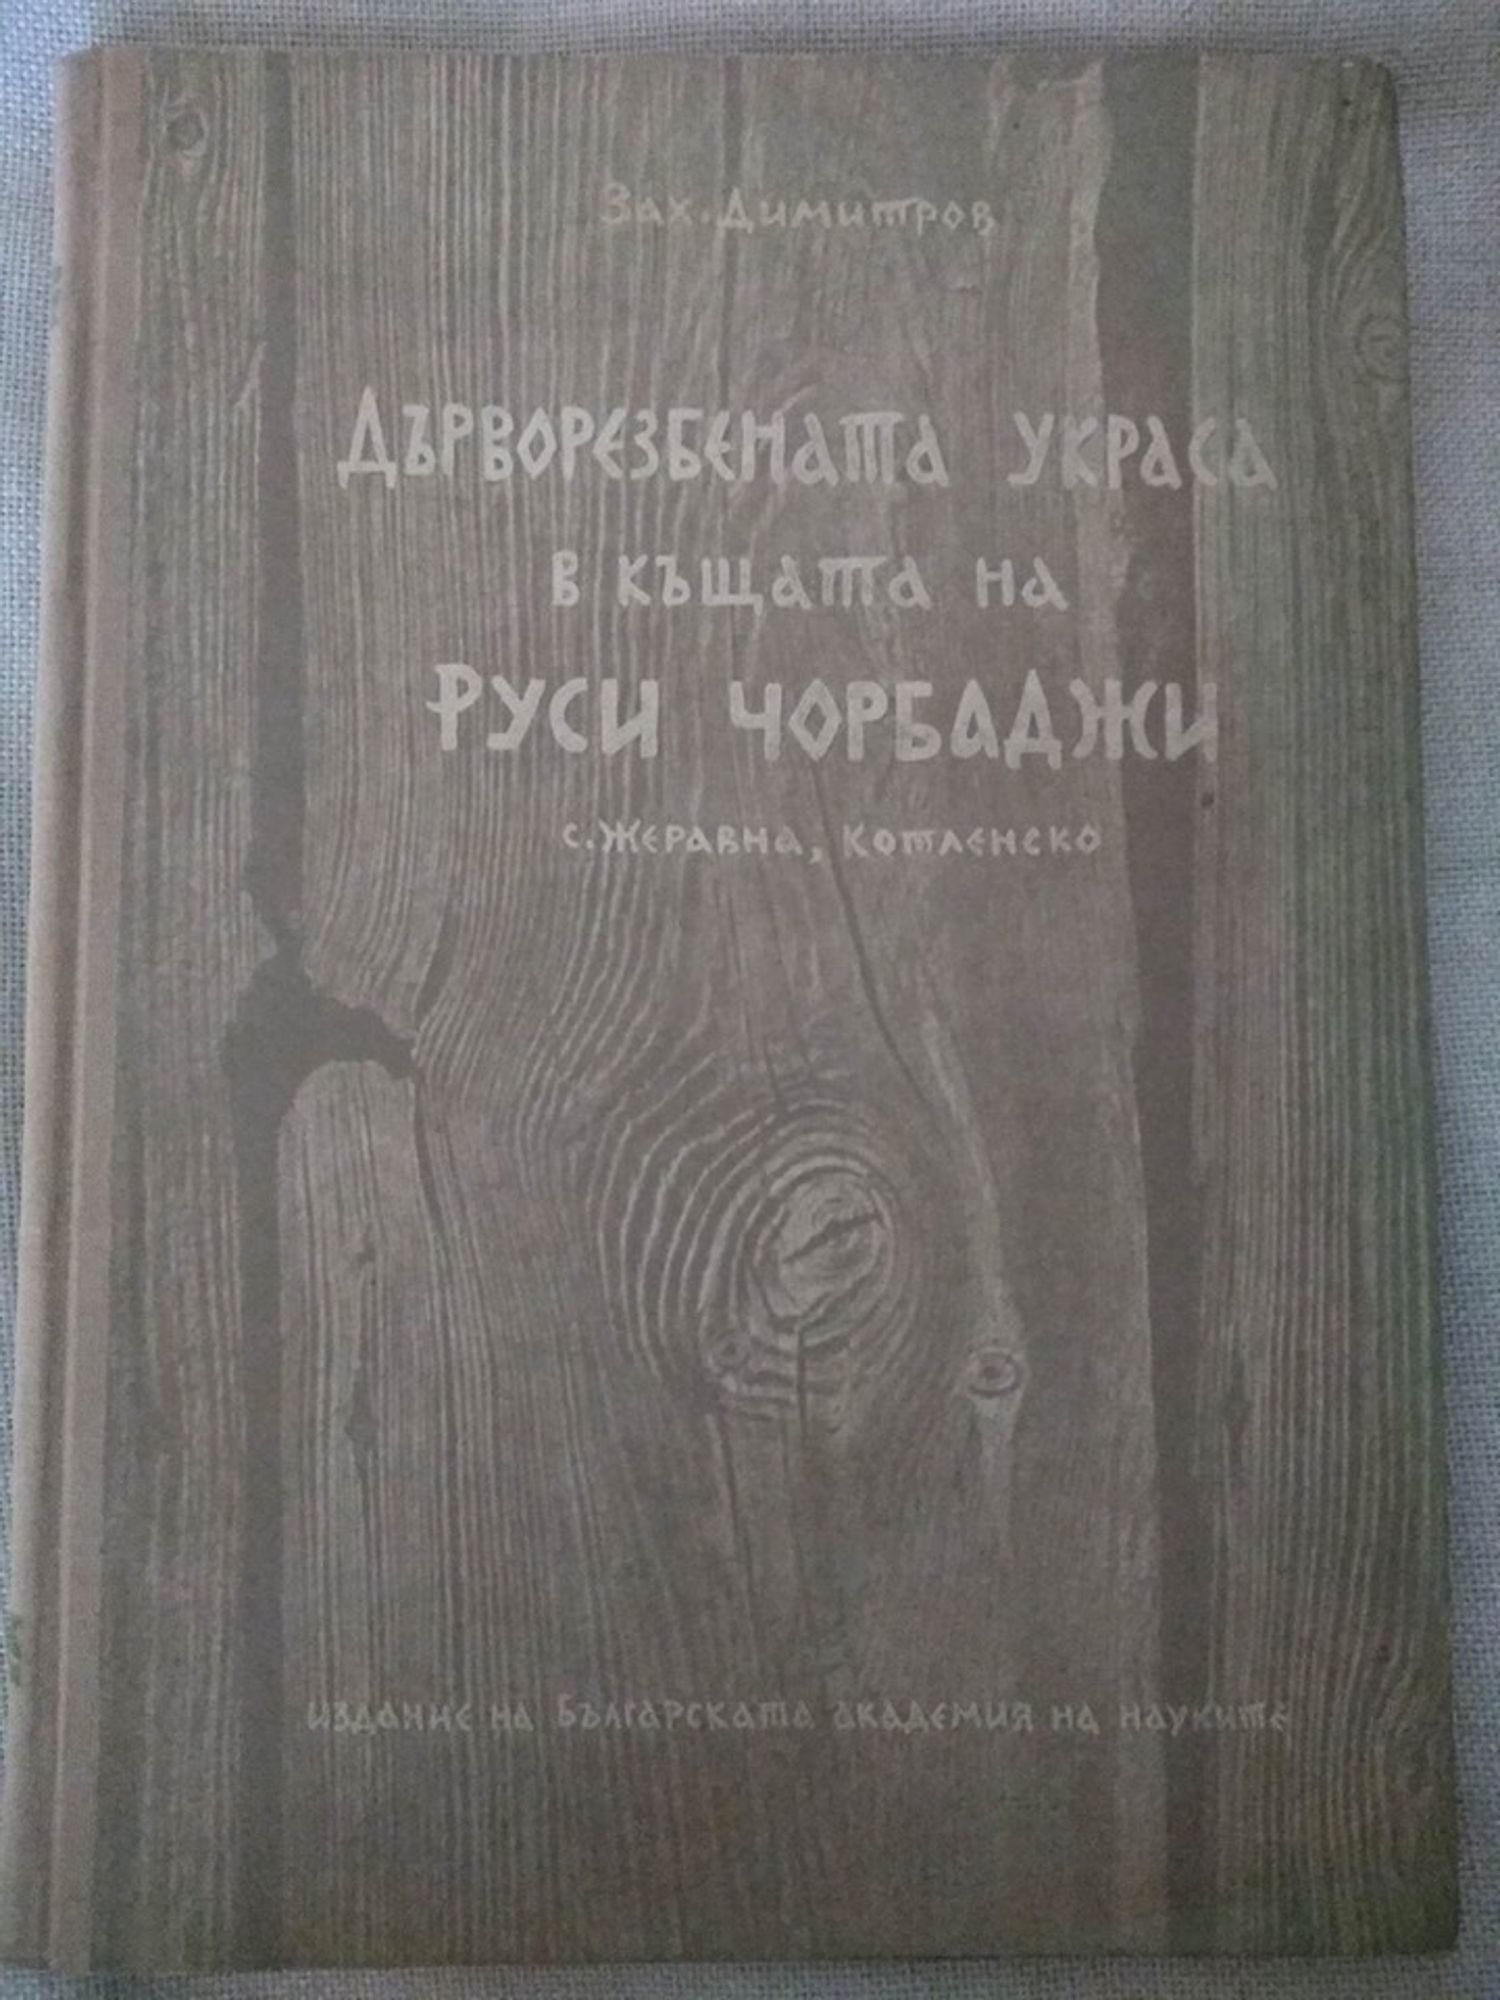 Зах. Димитров
Дърворезбената украса
в къщата на
Руси Чорбаджи
с. Жеравна, Котленско
издание на Българската академия на науките